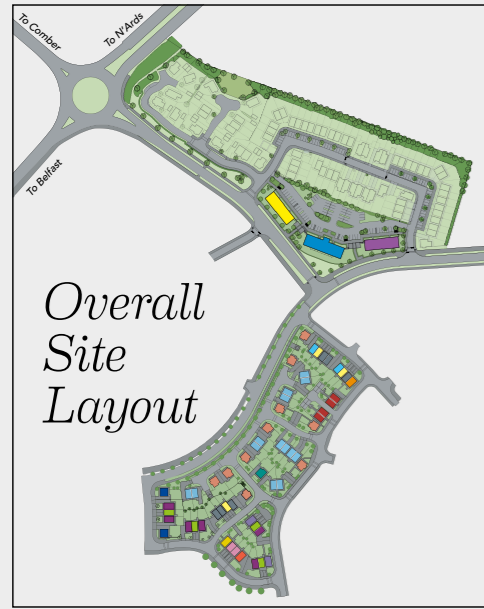 To Comber
To N'Ards
To Belfast
Overall
Site
Layout